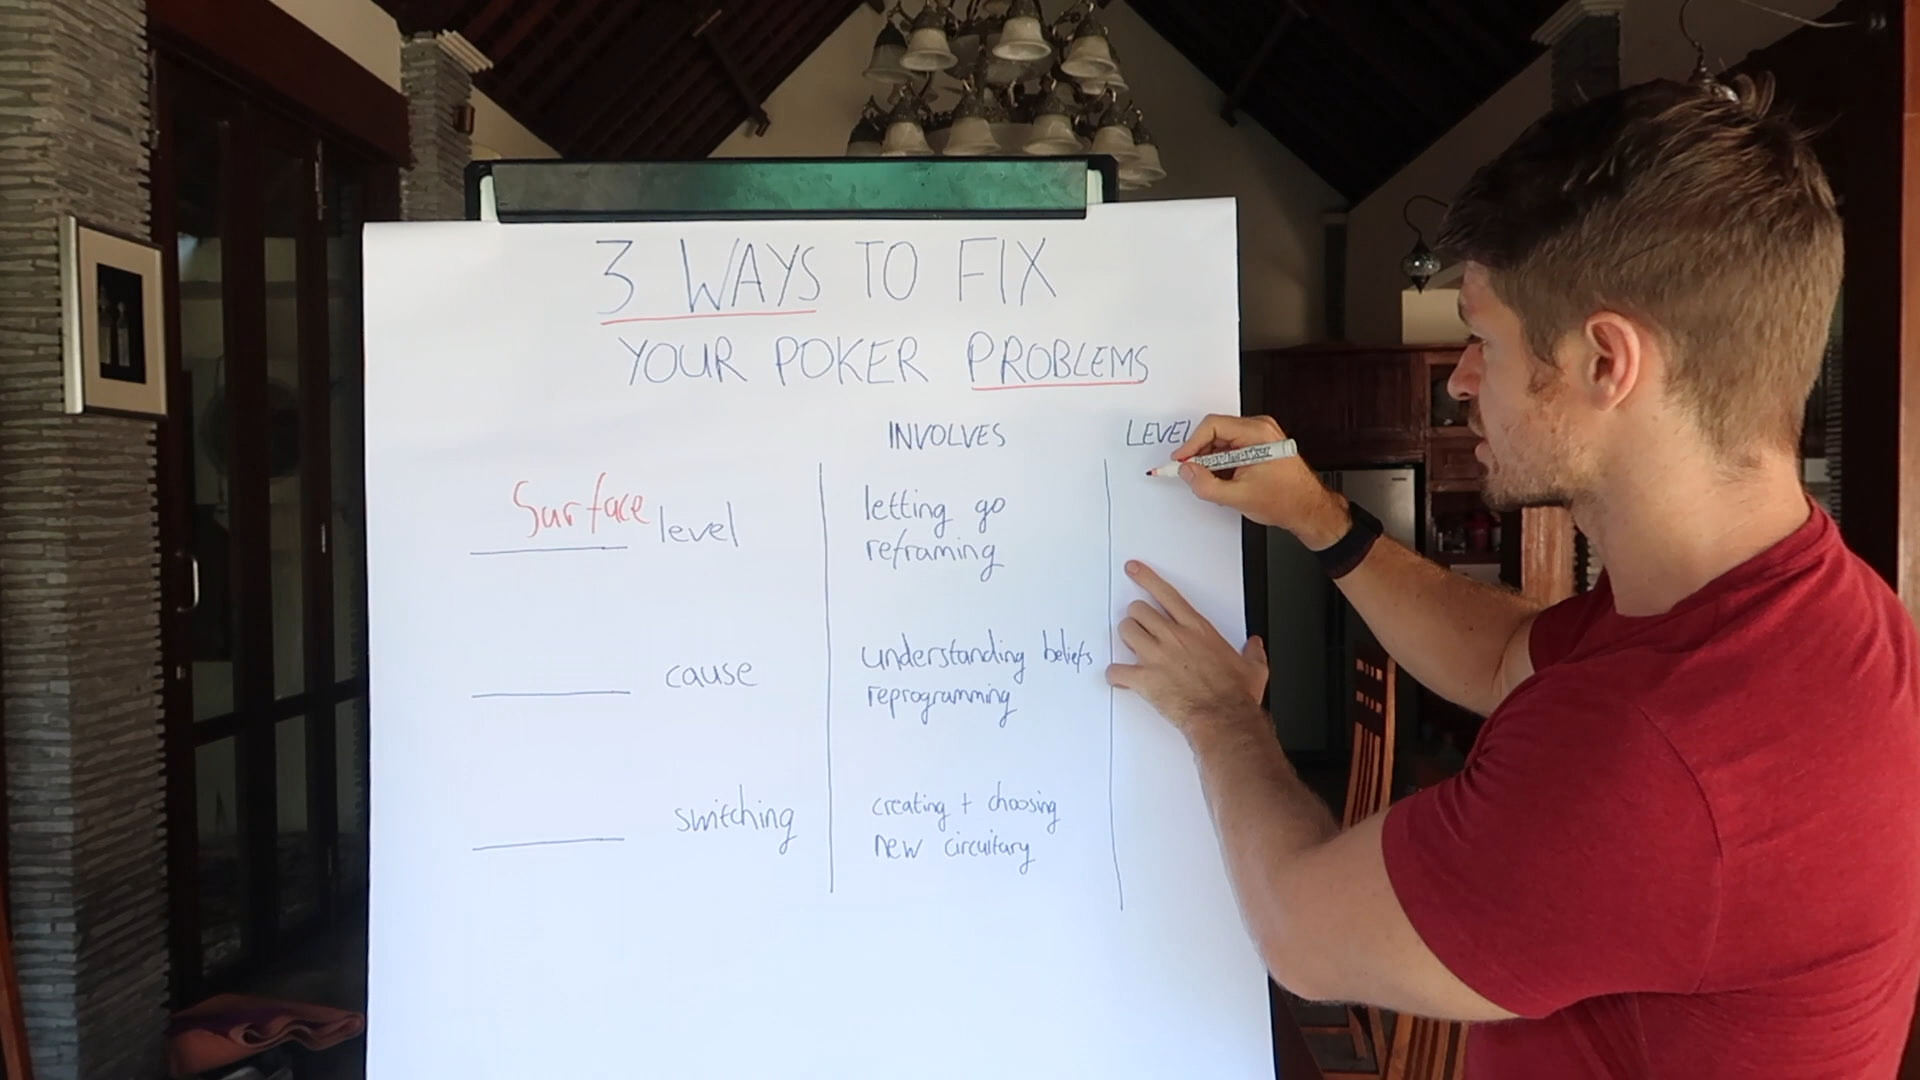 3 WAYS TO FIX
YOUR POKER PROBLEMS
INVOLVES LEVEL
Surface level
letting go
reframing
cause
understanding beliefs
reprogramming
switching
creating + choosing
new circuitary